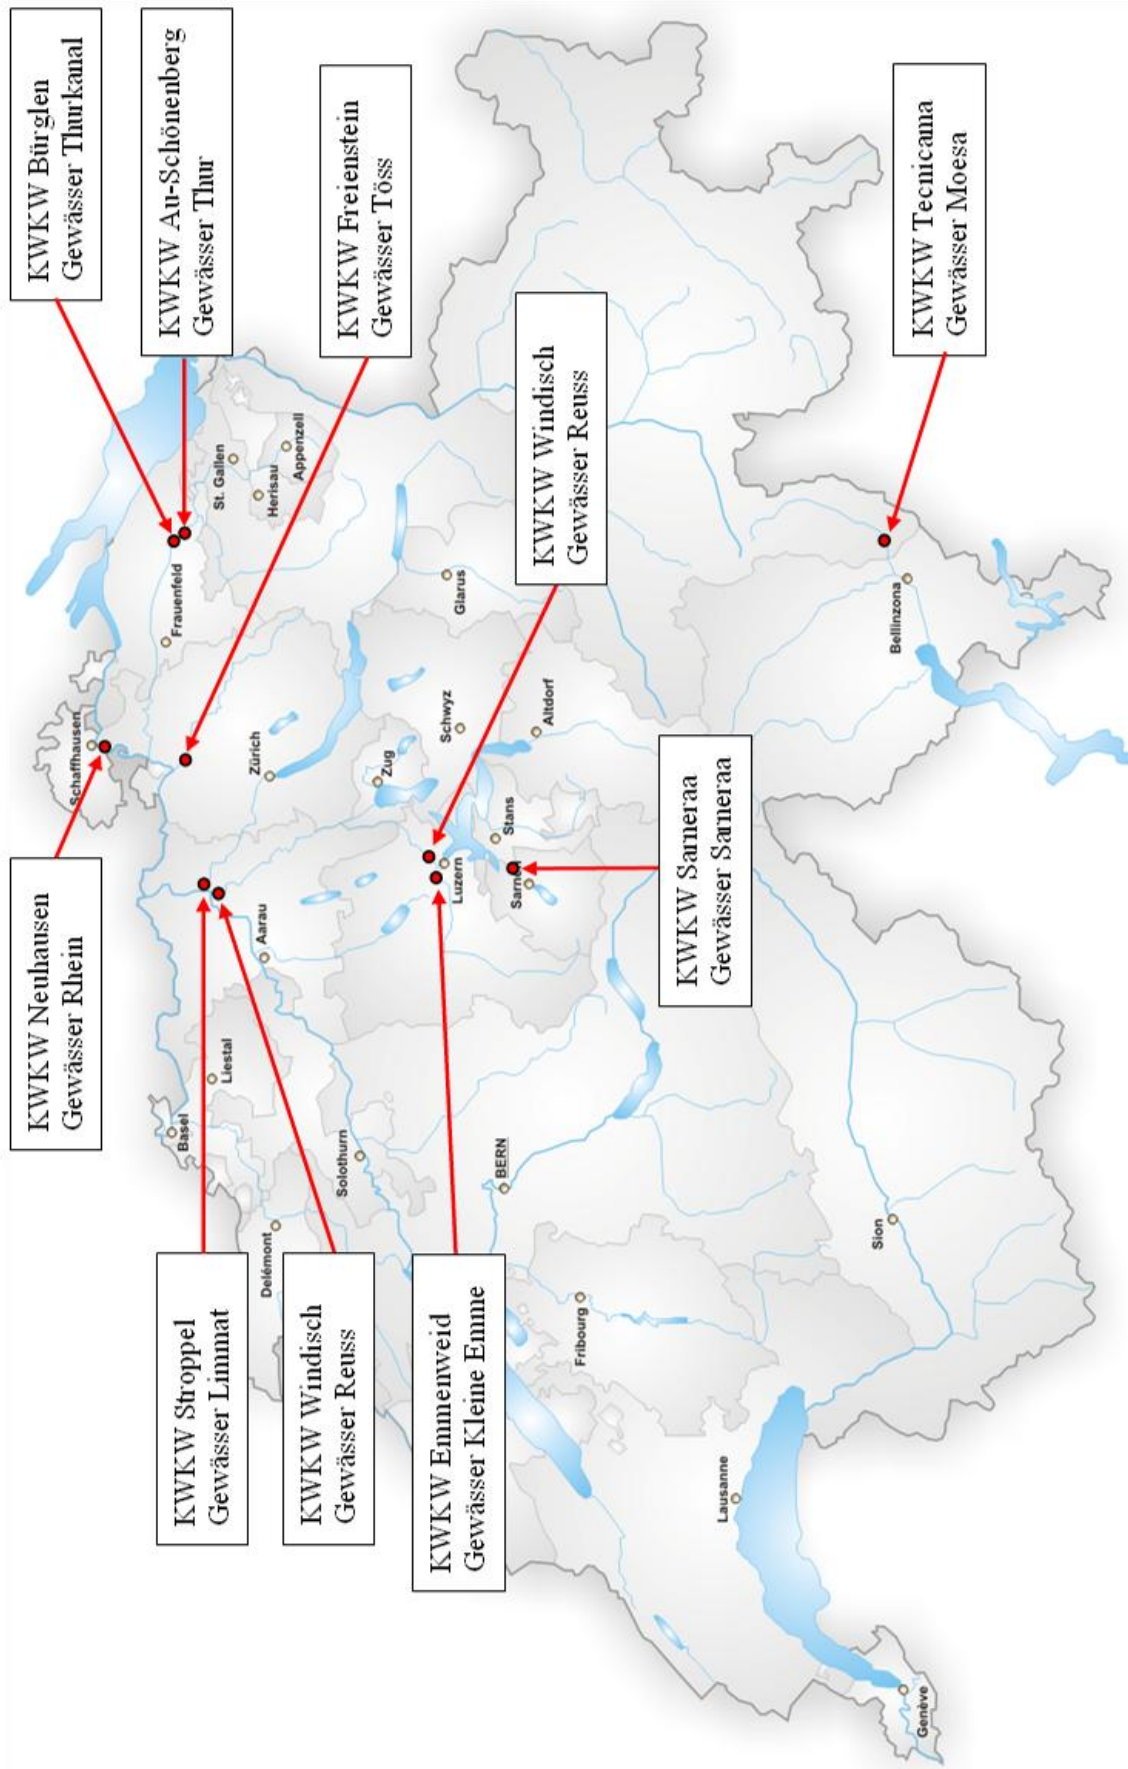 KWKW Neuhausen
Gewässer Rhein
KWKW Bürglen
Gewässer Thurkanal
KWKW Au-Schönenberg
Gewässer Thur
KWKW Freienstein
Gewässer Töss
KWKW Stroppel
Gewässer Limmat
KWKW Windisch
Gewässer Reuss
KWKW Emmenweid
Gewässer Kleine Emme
KWKW Windisch
Gewässer Reuss
KWKW Sarneraa
Gewässer Sarneraa
KWKW Tecnicama
Gewässer Moesa
Schaffhausen
Basel
Liestal
Frauenfeld
St. Gallen
Herisau
Appenzell
Delémont
Aarau
Zürich
Solothurn
Zug
Luzern
Schwyz
Glarus
BERN
Stans
Sarnen
Altdorf
Fribourg
Lausanne
Sion
Bellinzona
Genève